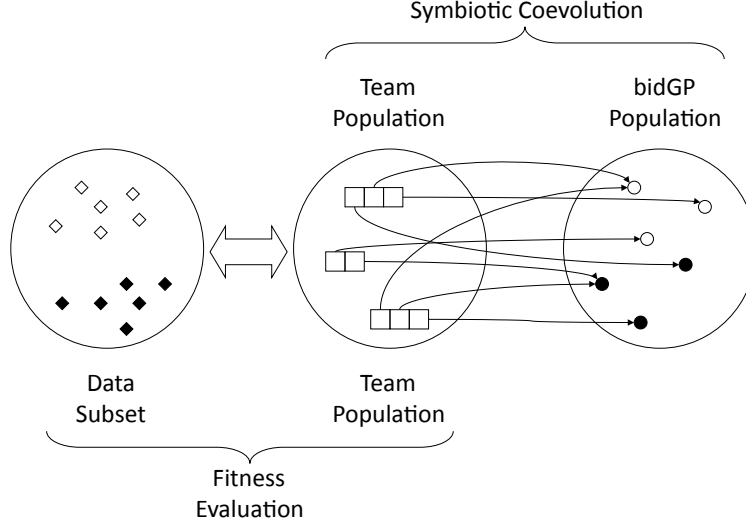 Symbiotic Coevolution
Team
Population
bidGP
Population
Data
Subset
Team
Population
Fitness
Evaluation